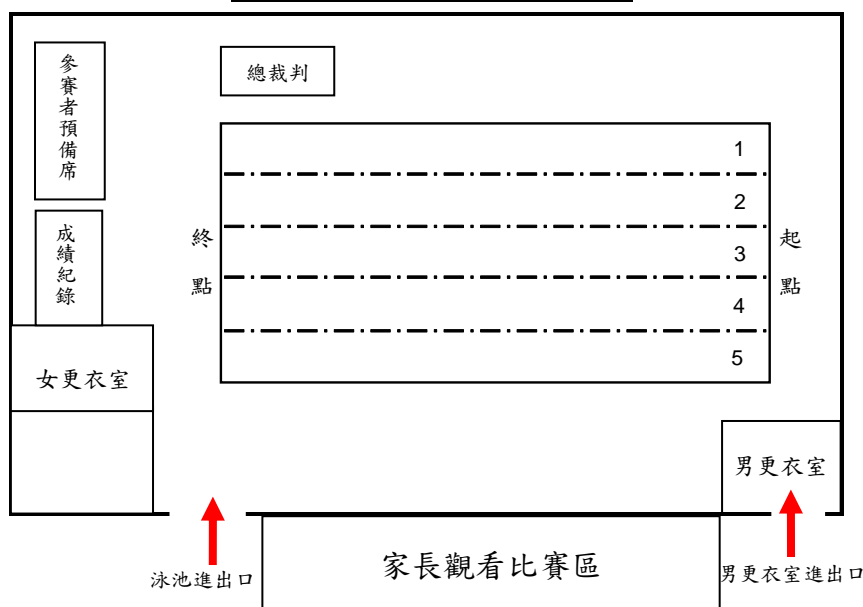 參賽者預備席
總裁判
1
2
3
4
5
終點
起點
成績紀錄
女更衣室
男更衣室
泳池進出口
家長觀看比賽區
男更衣室進出口